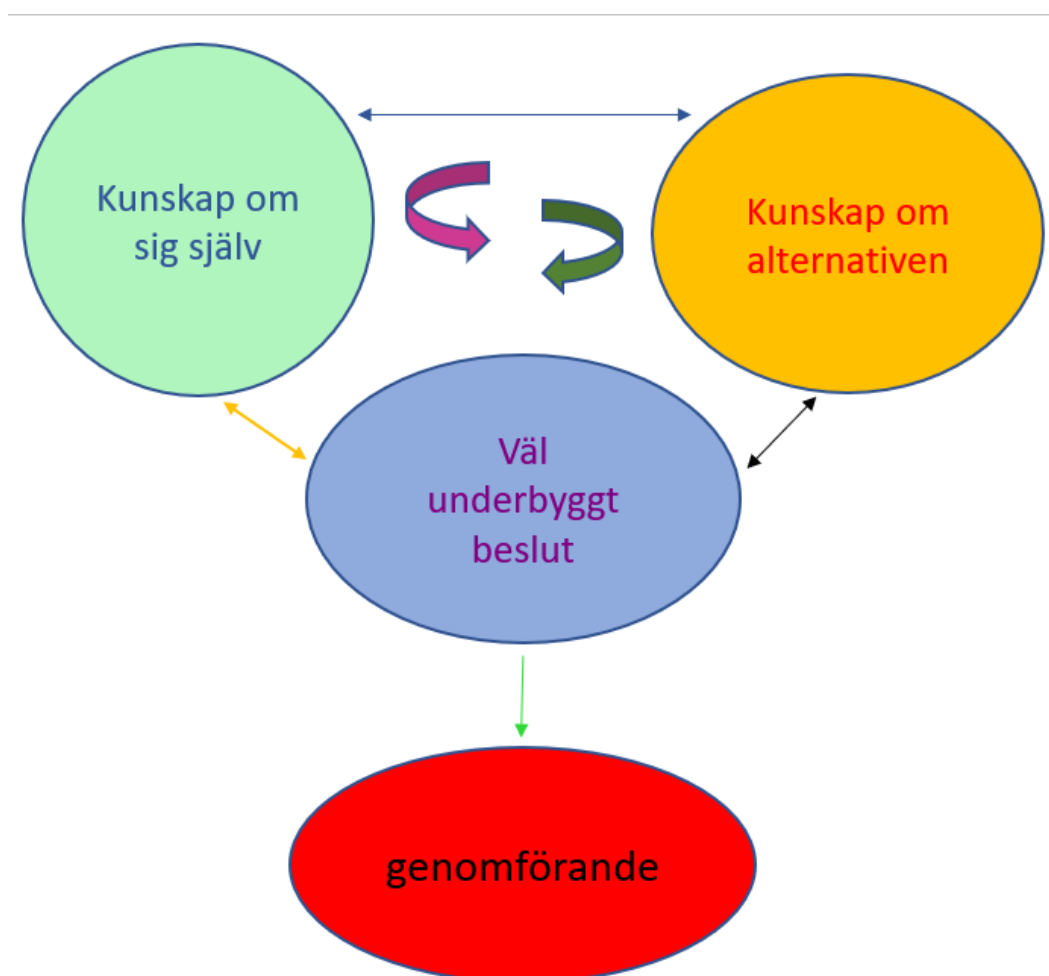 Kunskap om
sig själv
Kunskap om
alternativen
Väl
underbyggt
beslut
genomförande